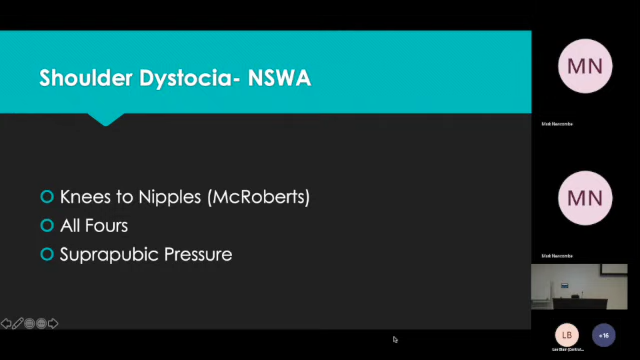 Shoulder Dystocia- NSWA
Knees to Nipples (McRoberts)
All Fours
Suprapubic Pressure
MN
MN
LB
+16